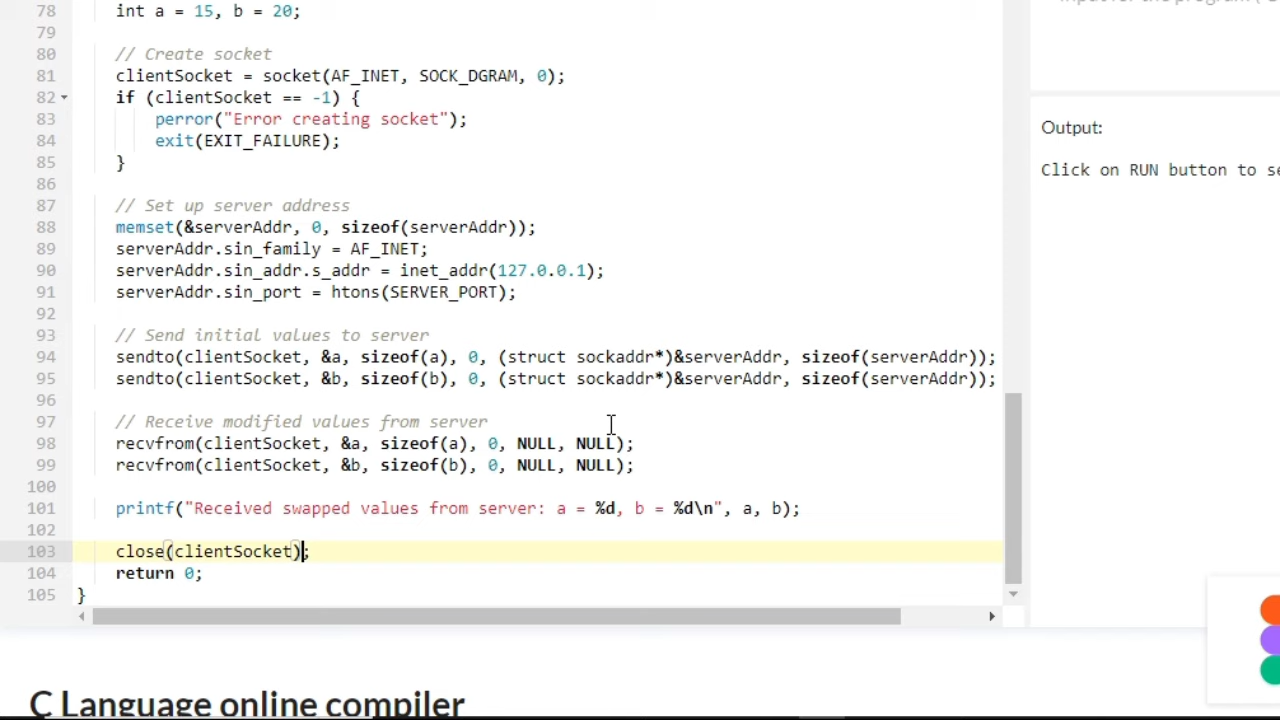 78 int a = 15, b = 20;
79
80 // Create socket
81 clientSocket = socket(AF_INET, SOCK_DGRAM, 0);
82 if (clientSocket == -1) {
83 perror("Error creating socket");
84 exit(EXIT_FAILURE);
85 }
86
87 // Set up server address
88 memset(&serverAddr, 0, sizeof(serverAddr));
89 serverAddr.sin_family = AF_INET;
90 serverAddr.sin_addr.s_addr = inet_addr(127.0.0.1);
91 serverAddr.sin_port = htons(SERVER_PORT);
92
93 // Send initial values to server
94 sendto(clientSocket, &a, sizeof(a), 0, (struct sockaddr*)&serverAddr, sizeof(serverAddr));
95 sendto(clientSocket, &b, sizeof(b), 0, (struct sockaddr*)&serverAddr, sizeof(serverAddr));
96
97 // Receive modified values from server
98 recvfrom(clientSocket, &a, sizeof(a), 0, NULL, NULL);
99 recvfrom(clientSocket, &b, sizeof(b), 0, NULL, NULL);
100
101 printf("Received swapped values from server: a = %d, b = %d\n", a, b);
102
103 close(clientSocket);
104 return 0;
105 }
Output:
Click on RUN button to se
C Language online compiler